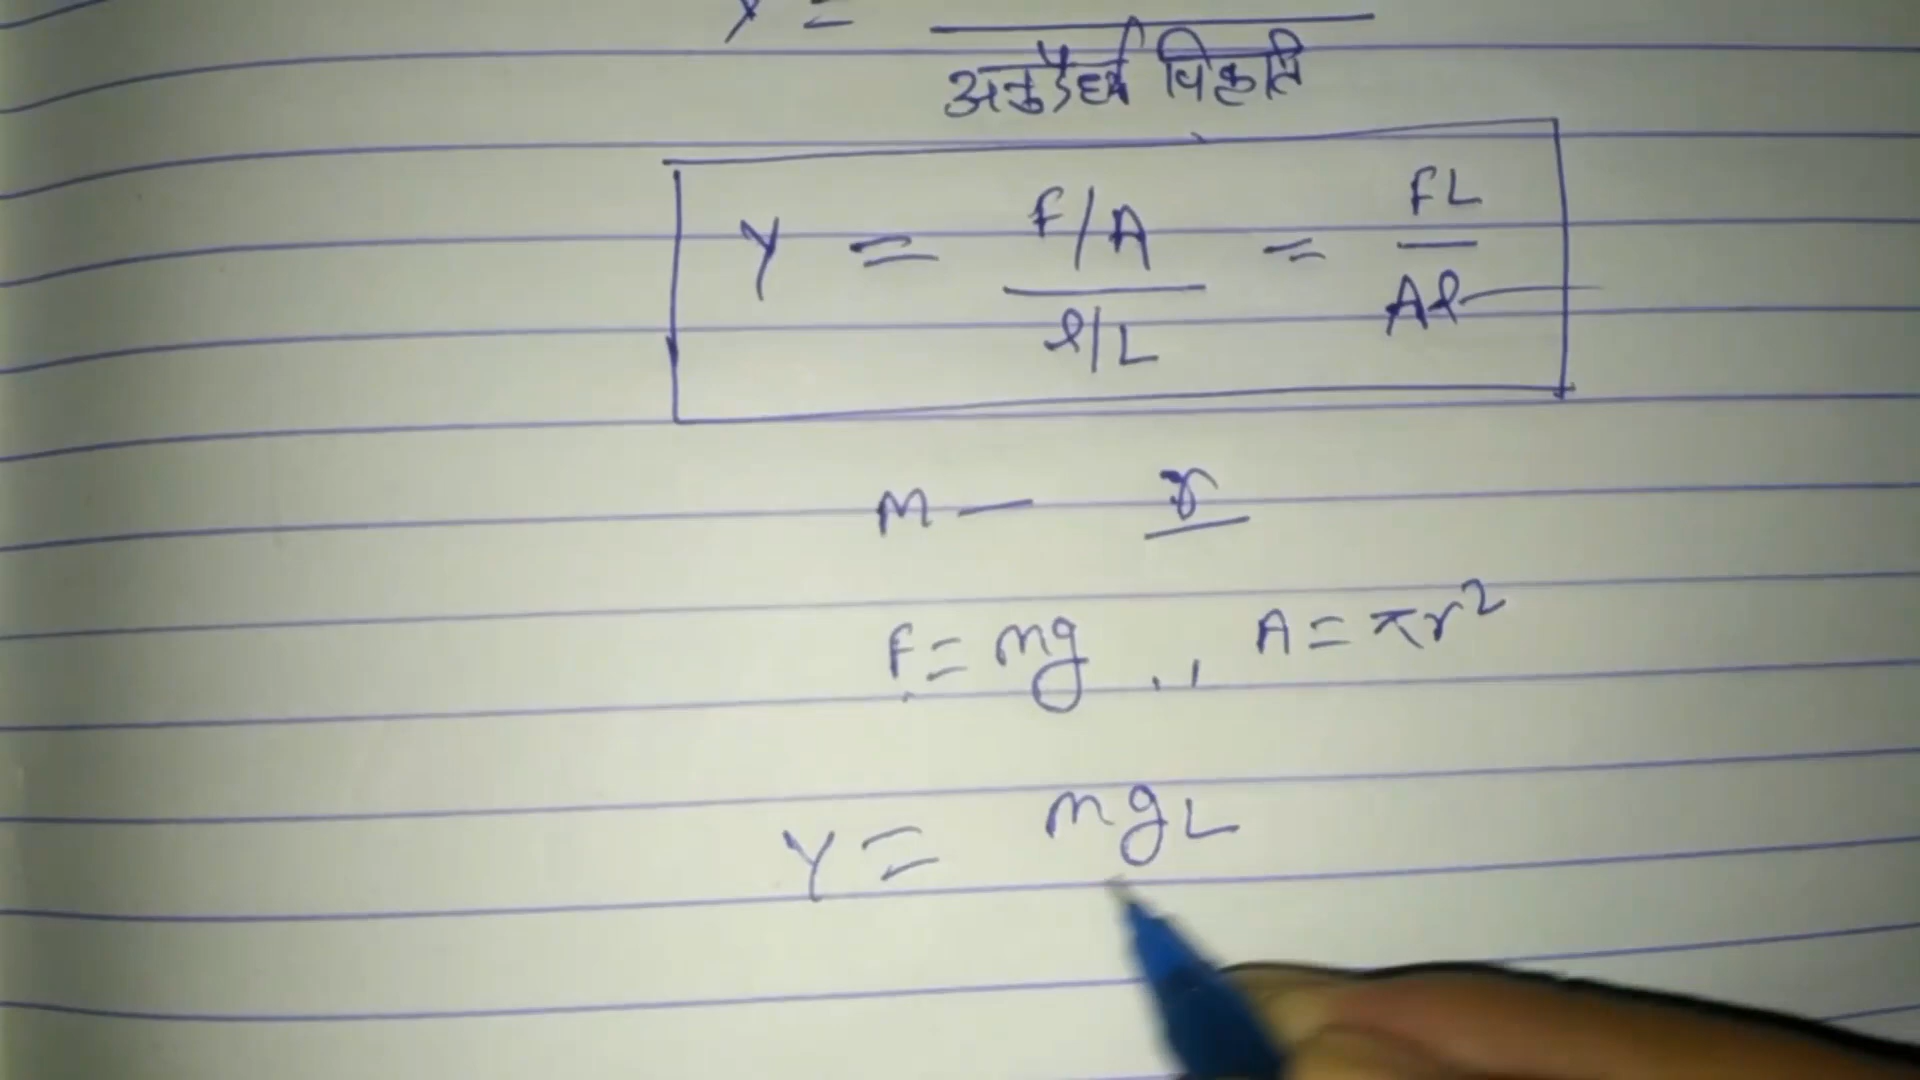 Y =
अनुदैर्घ्य विकृति
Y = F/A / l/L = FL / Al
M — r
F = mg , , A = πr²
Y = mgL